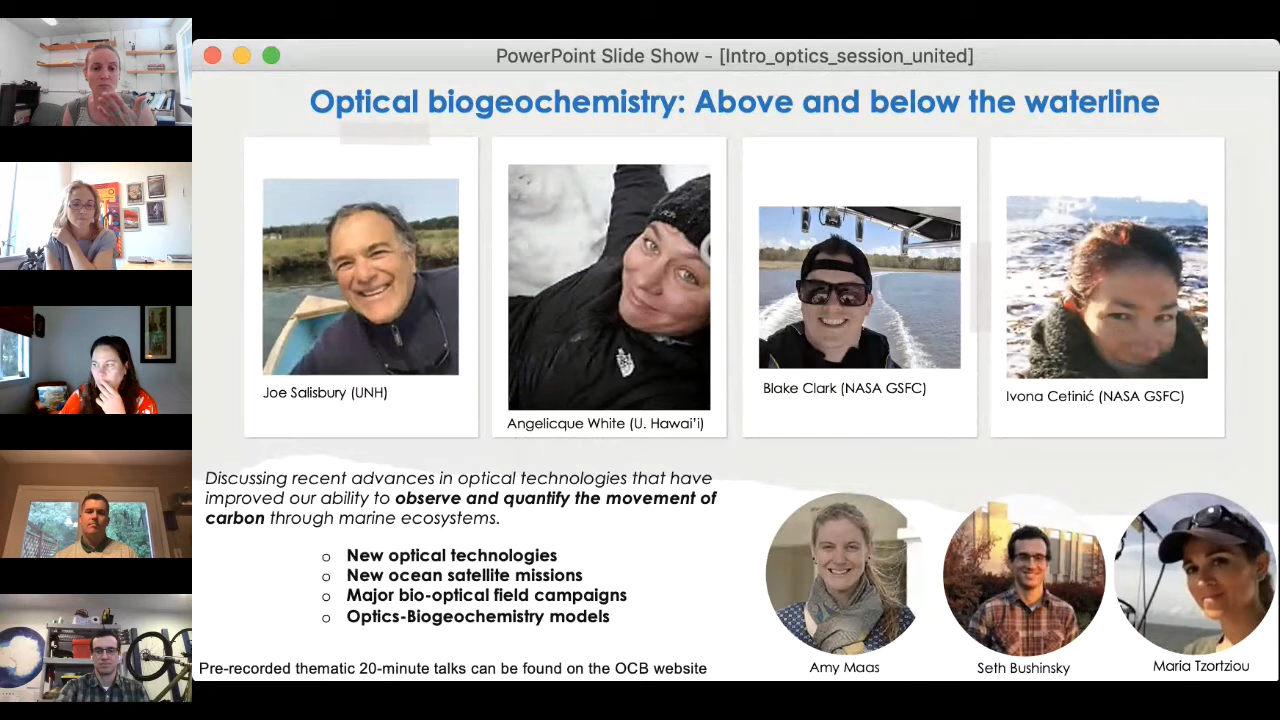 PowerPoint Slide Show - [Intro_optics_session_united]
Optical biogeochemistry: Above and below the waterline
Joe Salisbury (UNH)
Angelicque White (U. Hawai'i)
Blake Clark (NASA GSFC)
Ivona Cetinić (NASA GSFC)
Discussing recent advances in optical technologies that have
improved our ability to observe and quantify the movement of
carbon through marine ecosystems.
o New optical technologies
o New ocean satellite missions
o Major bio-optical field campaigns
o Optics-Biogeochemistry models
Pre-recorded thematic 20-minute talks can be found on the OCB website
Amy Maas
Seth Bushinsky
Maria Tzortziou